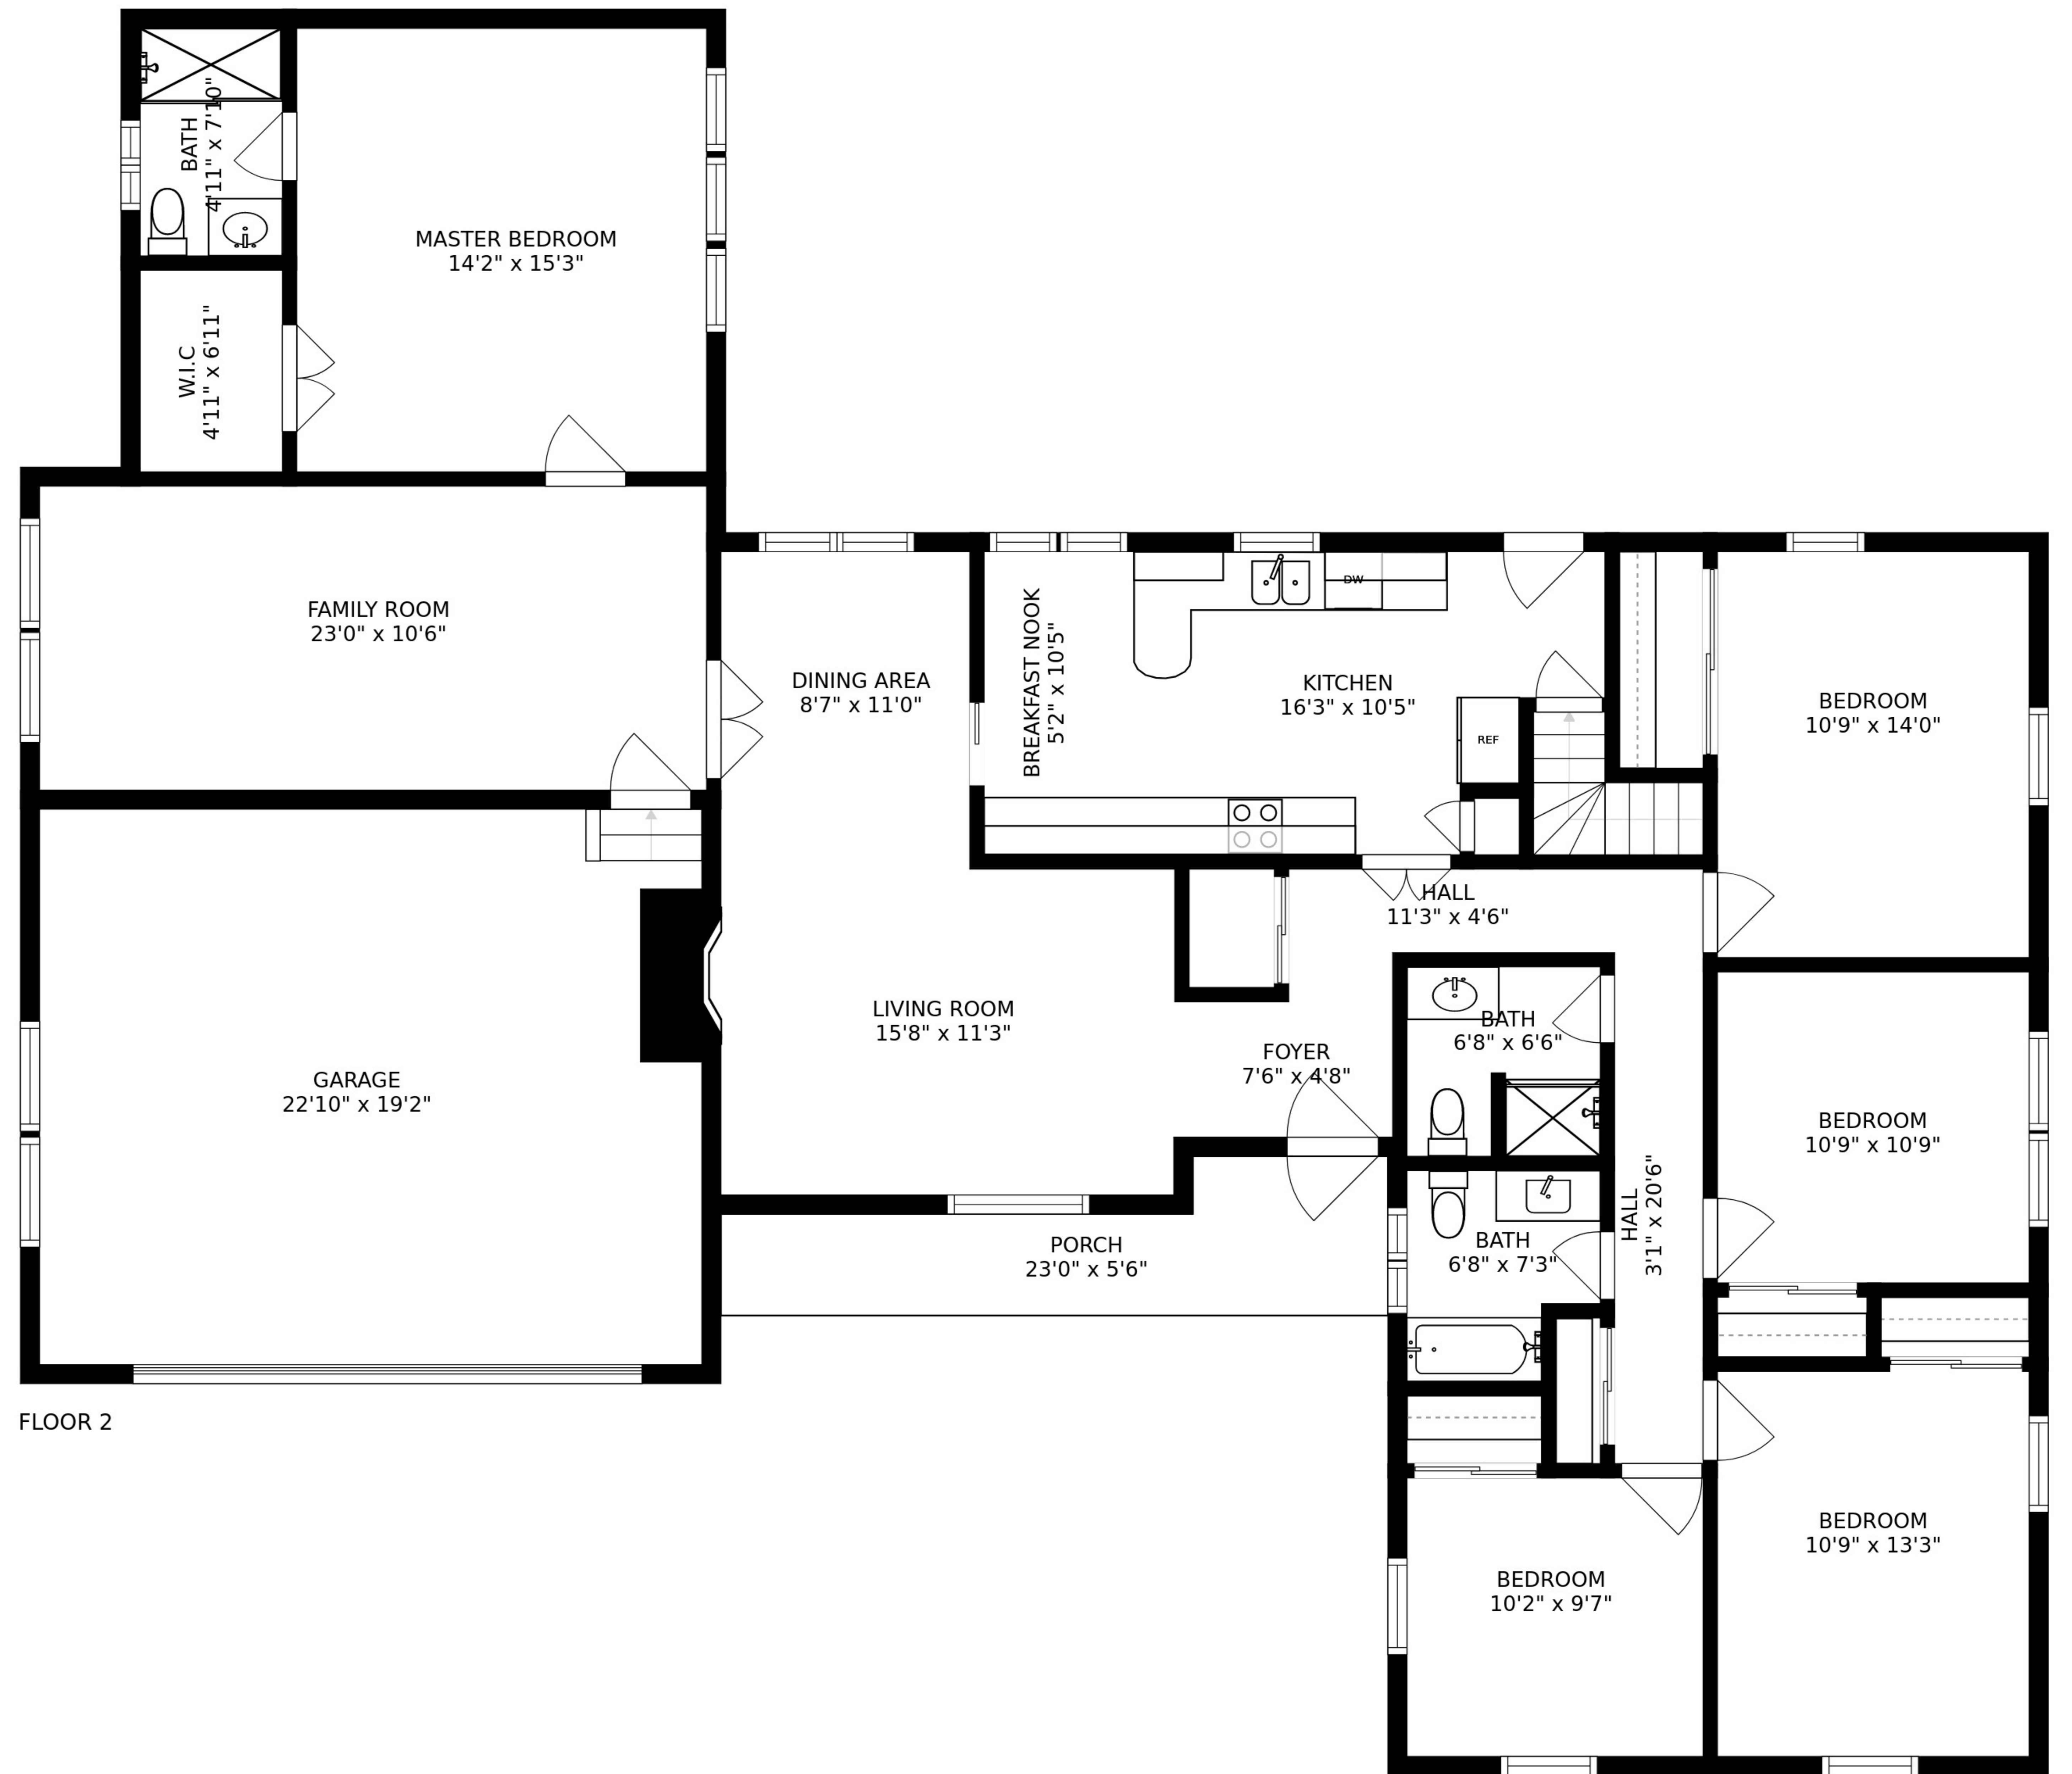 BATH
4'11" x 7'10"
MASTER BEDROOM
14'2" x 15'3"
W.I.C
4'11" x 6'11"
FAMILY ROOM
23'0" x 10'6"
DINING AREA
8'7" x 11'0"
BREAKFAST NOOK
5'2" x 10'5"
DW
KITCHEN
16'3" x 10'5"
REF
BEDROOM
10'9" x 14'0"
HALL
11'3" x 4'6"
LIVING ROOM
15'8" x 11'3"
FOYER
7'6" x 4'8"
BATH
6'8" x 6'6"
GARAGE
22'10" x 19'2"
BEDROOM
10'9" x 10'9"
HALL
3'1" x 20'6"
PORCH
23'0" x 5'6"
BATH
6'8" x 7'3"
FLOOR 2
BEDROOM
10'9" x 13'3"
BEDROOM
10'2" x 9'7"